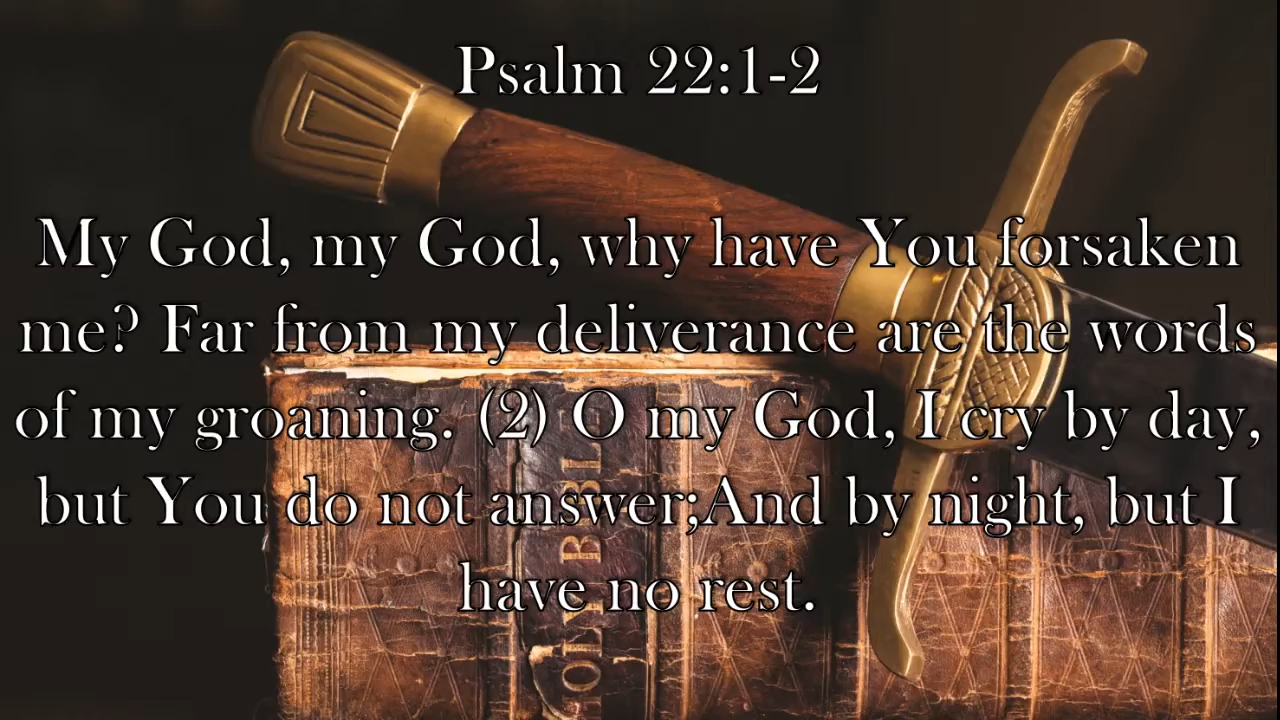 Psalm 22:1-2
My God, my God, why have You forsaken
me? Far from my deliverance are the words
of my groaning. (2) O my God, I cry by day,
but You do not answer;And by night, but I
have no rest.
HOLY BIBL